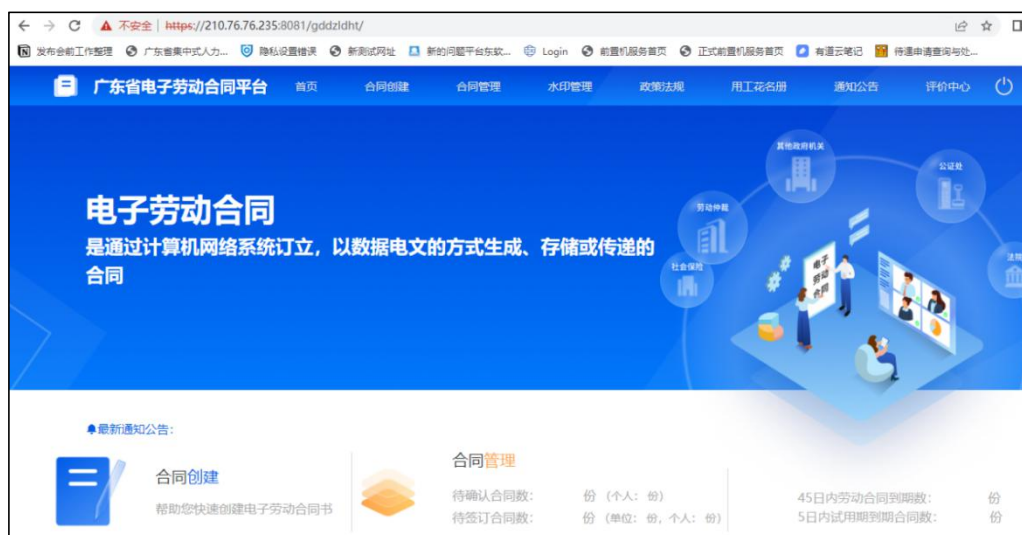 不安全 | https://210.76.76.235:8081/gddzldht/
发布会前工作整理 广东省集中式人力... 隐私设置错误 新测试网址 新的问题平台东软... Login 前置机服务首页 正式前置机服务首页 有道云笔记 待遇申请查询与处...
广东省电子劳动合同平台 首页 合同创建 合同管理 水印管理 政策法规 用工花名册 通知公告 评价中心
其他政府机关
公证处
劳动仲裁
社会保险
电子劳动合同
电子劳动合同
是通过计算机网络系统订立，以数据电文的方式生成、存储或传递的
合同
最新通知公告:
合同创建
帮助您快速创建电子劳动合同书
合同管理
待确认合同数: 份 (个人: 份)
待签订合同数: 份 (单位: 份, 个人: 份)
45日内劳动合同到期数: 份
5日内试用期到期合同数: 份